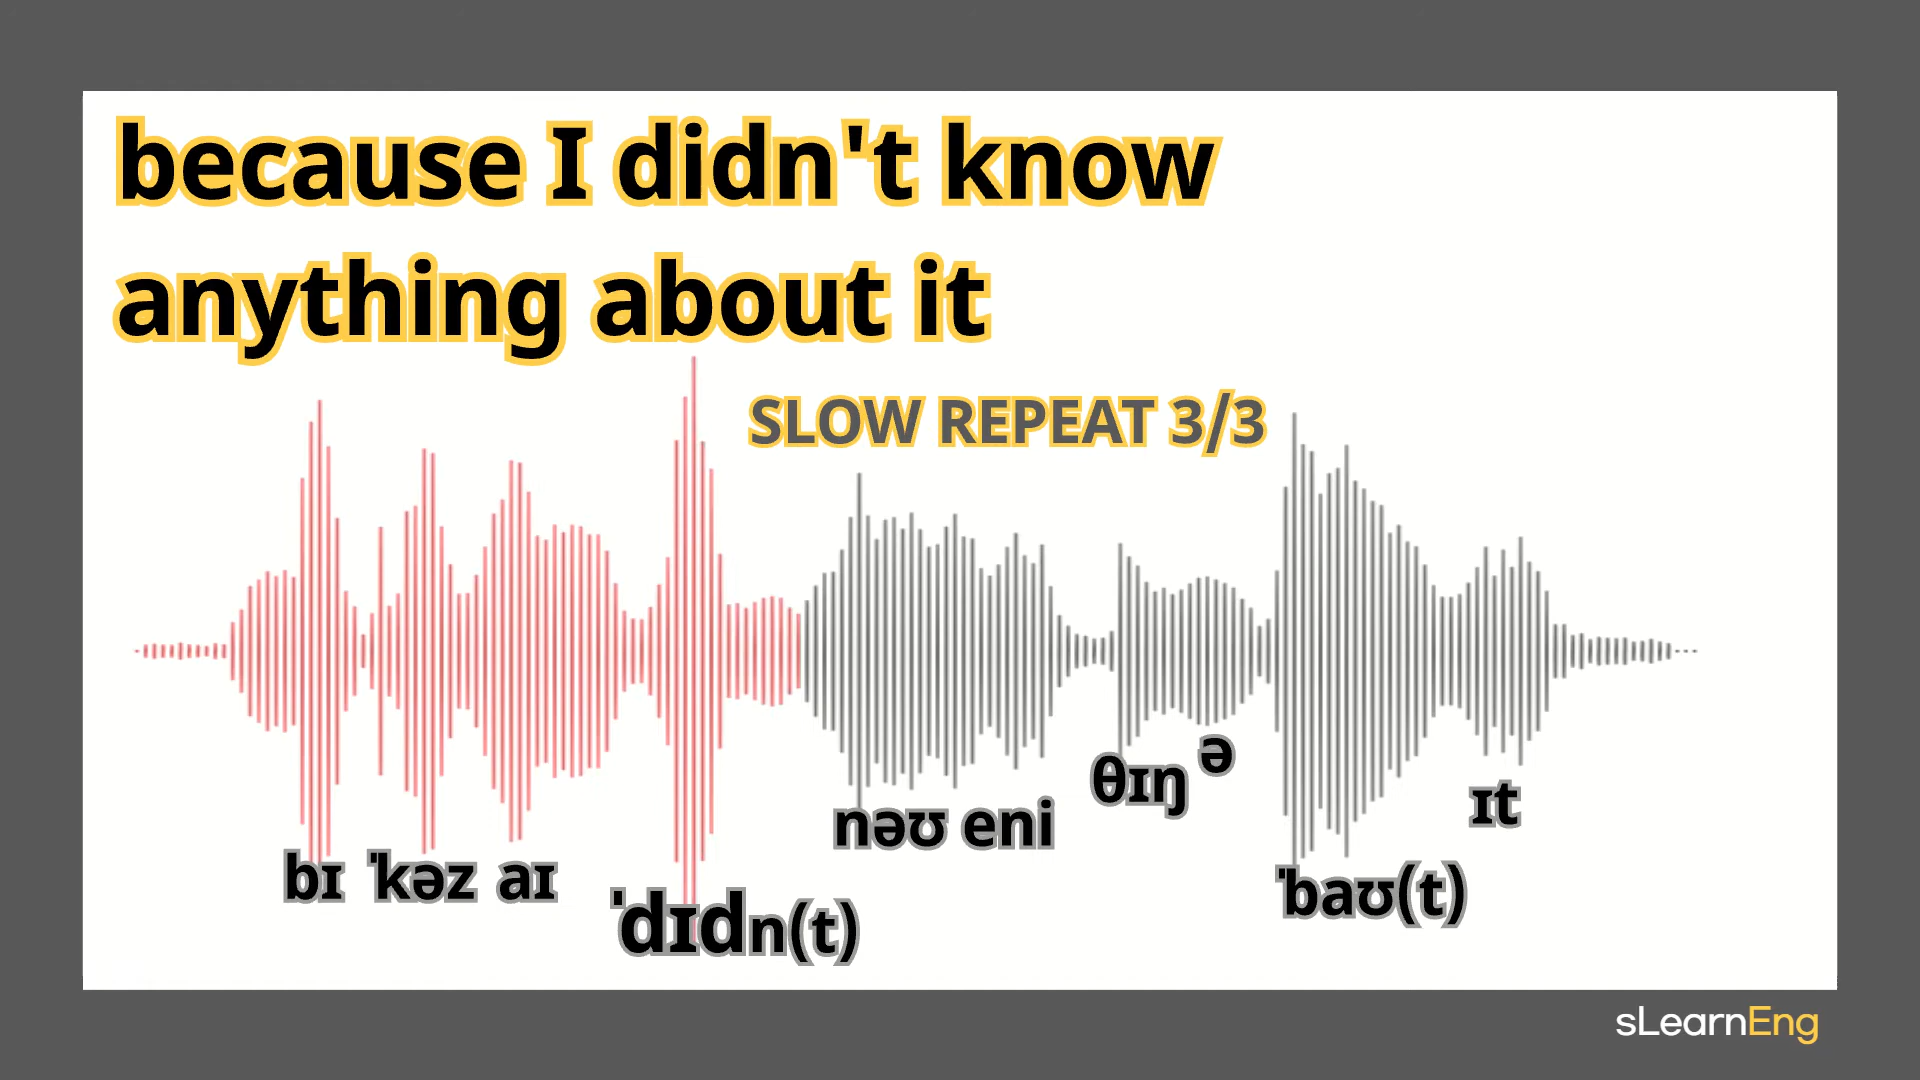 because I didn't know
anything about it
SLOW REPEAT 3/3
bɪ ˈkəz aɪ
ˈdɪdn(t)
nəʊ eni
θɪŋ ə
ˈbaʊ(t)
ɪt
sLearnEng